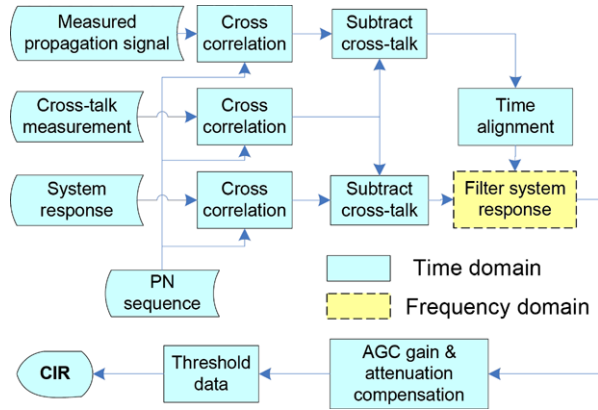 Measured
propagation signal
Cross
correlation
Subtract
cross-talk
Cross-talk
measurement
Cross
correlation
Time
alignment
System
response
Cross
correlation
Subtract
cross-talk
Filter system
response
PN
sequence
Time domain
Frequency domain
CIR
Threshold
data
AGC gain &
attenuation
compensation